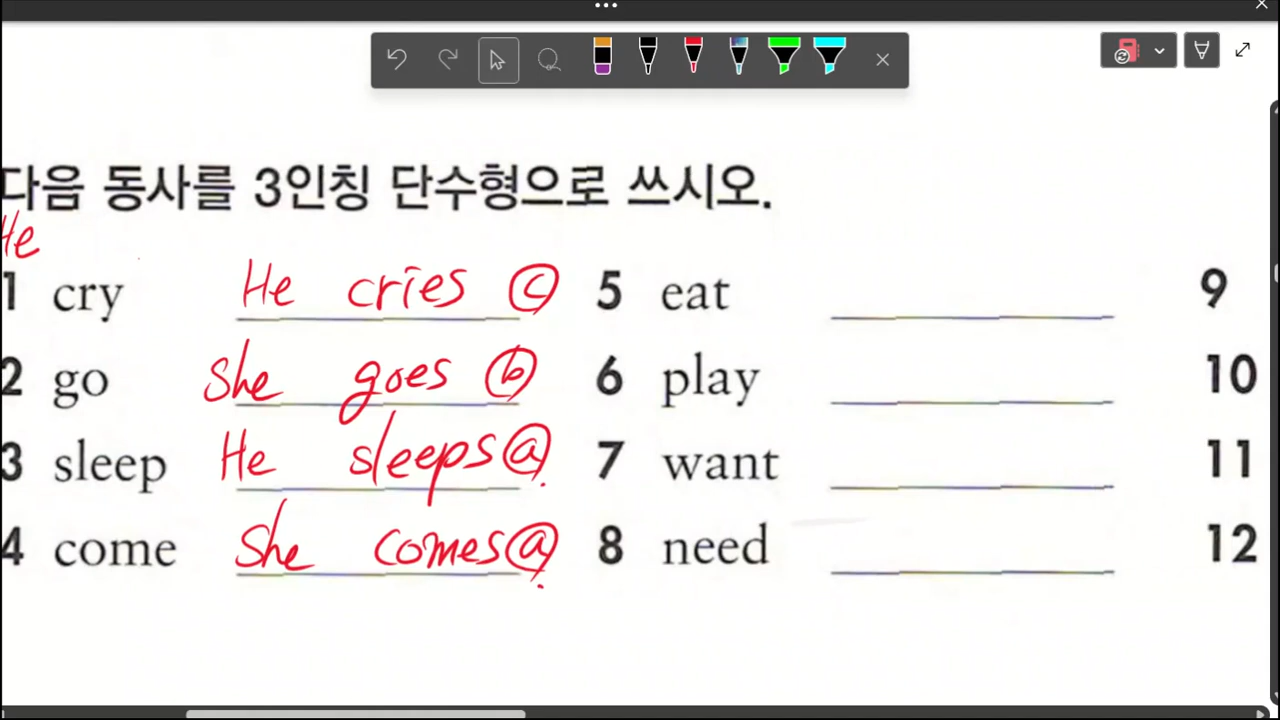 다음 동사를 3인칭 단수형으로 쓰시오.
He
1 cry He cries ⓒ 5 eat 9
2 go She goes ⓑ 6 play 10
3 sleep He sleeps ⓐ 7 want 11
4 come She comes ⓐ 8 need 12